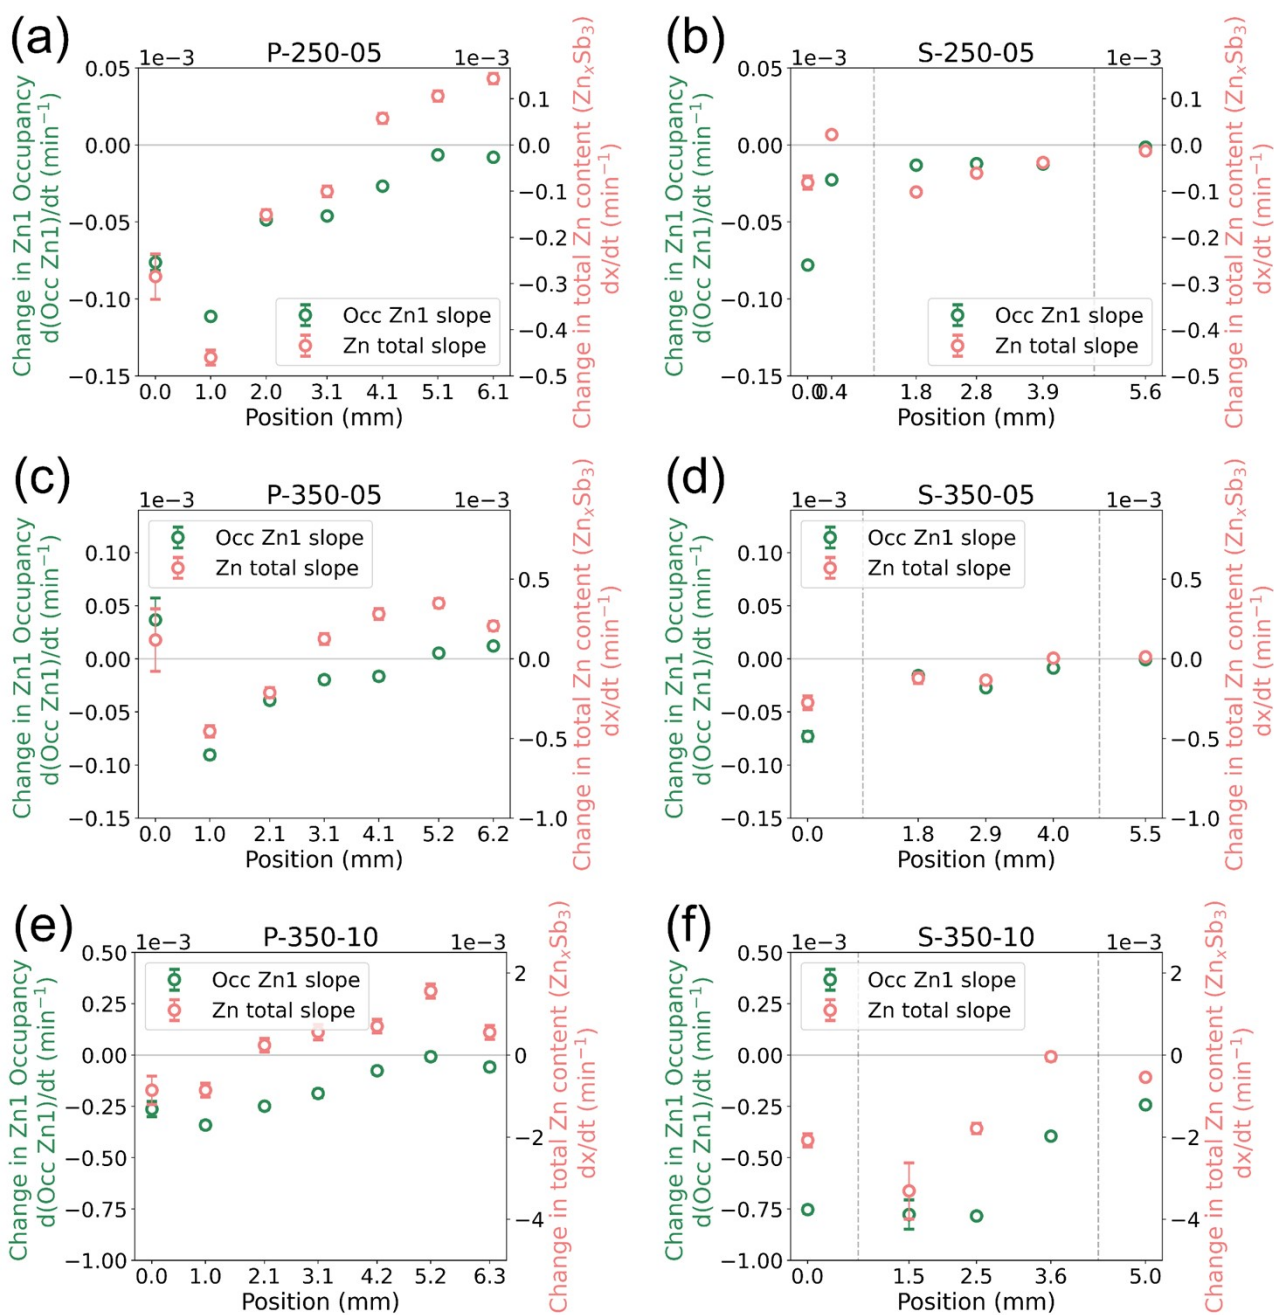 (a)
1e−3
P-250-05
1e−3
Change in Zn1 Occupancy
d(Occ Zn1)/dt (min⁻¹)
0.05
0.00
−0.05
−0.10
−0.15
0.1
0.0
−0.1
−0.2
−0.3
−0.4
−0.5
Change in total Zn content (ZnₓSb₃)
dx/dt (min⁻¹)
Occ Zn1 slope
Zn total slope
0.0 1.0 2.0 3.1 4.1 5.1 6.1
Position (mm)
(b)
1e−3
S-250-05
1e−3
Change in Zn1 Occupancy
d(Occ Zn1)/dt (min⁻¹)
0.05
0.00
−0.05
−0.10
−0.15
0.1
0.0
−0.1
−0.2
−0.3
−0.4
−0.5
Change in total Zn content (ZnₓSb₃)
dx/dt (min⁻¹)
Occ Zn1 slope
Zn total slope
0.0 0.4 1.8 2.8 3.9 5.6
Position (mm)
(c)
1e−3
P-350-05
1e−3
Change in Zn1 Occupancy
d(Occ Zn1)/dt (min⁻¹)
0.10
0.05
0.00
−0.05
−0.10
−0.15
0.5
0.0
−0.5
−1.0
Change in total Zn content (ZnₓSb₃)
dx/dt (min⁻¹)
Occ Zn1 slope
Zn total slope
0.0 1.0 2.1 3.1 4.1 5.2 6.2
Position (mm)
(d)
1e−3
S-350-05
1e−3
Change in Zn1 Occupancy
d(Occ Zn1)/dt (min⁻¹)
0.10
0.05
0.00
−0.05
−0.10
−0.15
0.5
0.0
−0.5
−1.0
Change in total Zn content (ZnₓSb₃)
dx/dt (min⁻¹)
Occ Zn1 slope
Zn total slope
0.0 1.8 2.9 4.0 5.5
Position (mm)
(e)
1e−3
P-350-10
1e−3
Change in Zn1 Occupancy
d(Occ Zn1)/dt (min⁻¹)
0.50
0.25
0.00
−0.25
−0.50
−0.75
−1.00
2
0
−2
−4
Change in total Zn content (ZnₓSb₃)
dx/dt (min⁻¹)
Occ Zn1 slope
Zn total slope
0.0 1.0 2.1 3.1 4.2 5.2 6.3
Position (mm)
(f)
1e−3
S-350-10
1e−3
Change in Zn1 Occupancy
d(Occ Zn1)/dt (min⁻¹)
0.50
0.25
0.00
−0.25
−0.50
−0.75
−1.00
2
0
−2
−4
Change in total Zn content (ZnₓSb₃)
dx/dt (min⁻¹)
Occ Zn1 slope
Zn total slope
0.0 1.5 2.5 3.6 5.0
Position (mm)